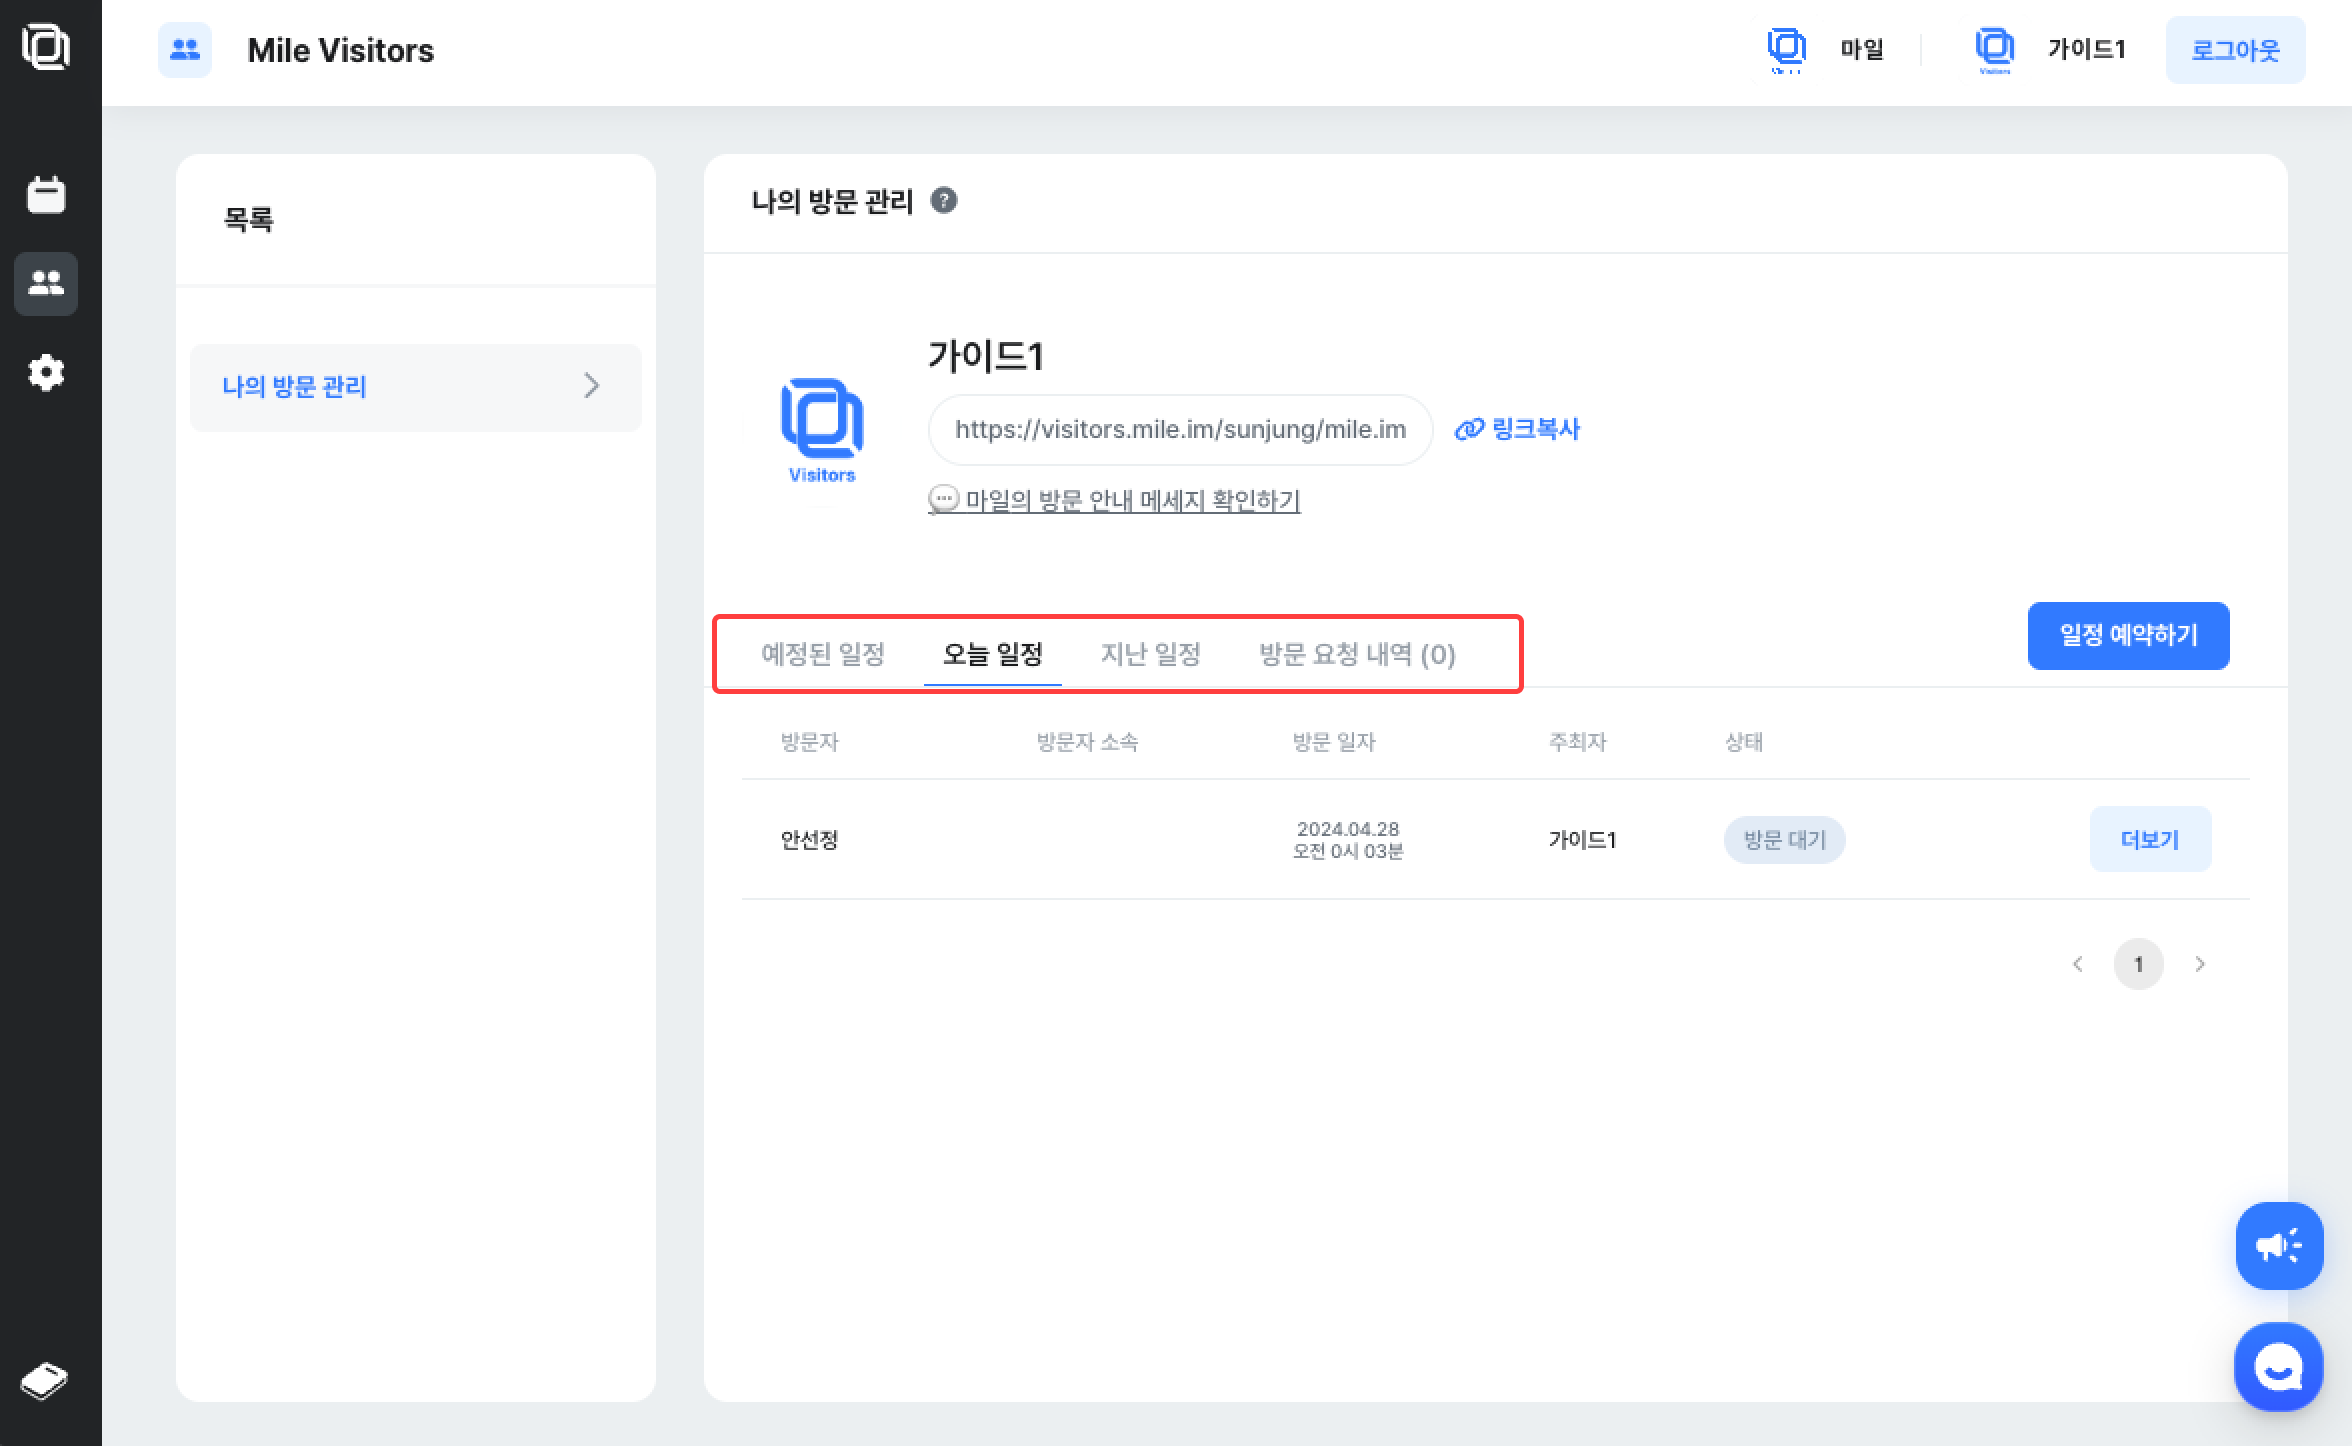 Mile Visitors
마일
Visitors
가이드1
로그아웃
목록
나의 방문 관리
나의 방문 관리 ?
가이드1
Visitors
https://visitors.mile.im/sunjung/mile.im
링크복사
마일의 방문 안내 메세지 확인하기
예정된 일정 오늘 일정 지난 일정 방문 요청 내역 (0)
일정 예약하기
방문자 방문자 소속 방문 일자 주최자 상태
안선정
2024.04.28
오전 0시 03분
가이드1
방문 대기
더보기
1